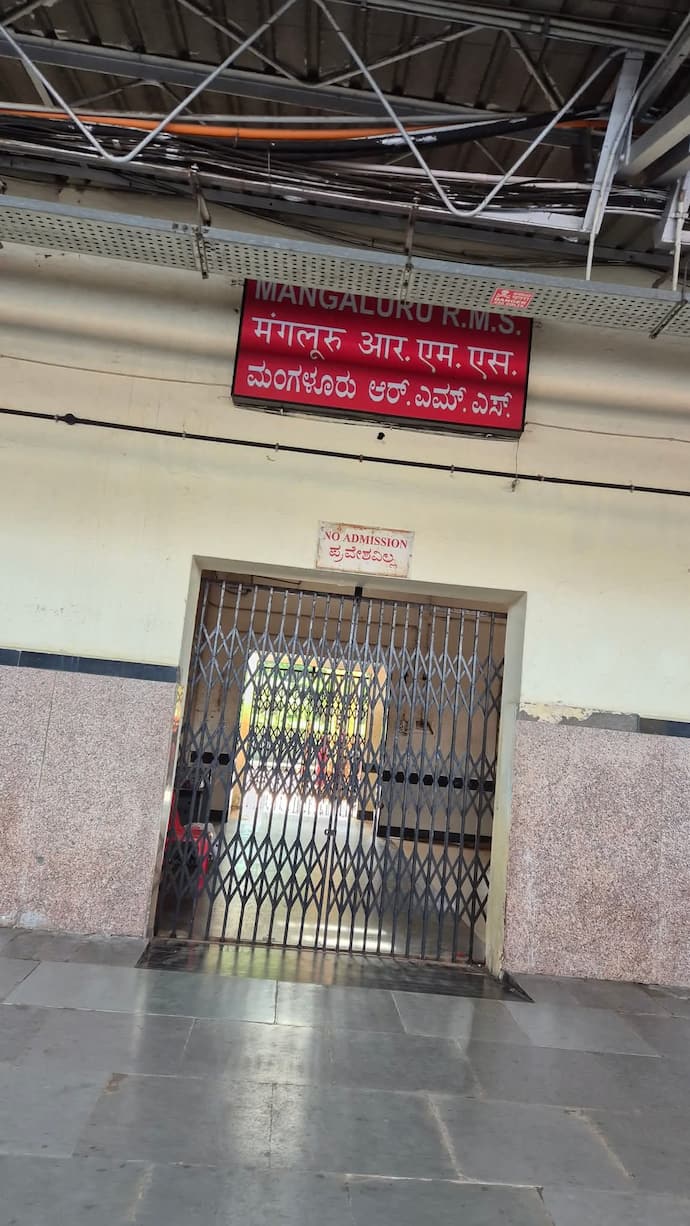 MANGALURU R.M.S.
मंगलूरु आर. एम. एस.
ಮಂಗಳೂರು ಆರ್. ಎಮ್. ಎಸ್.
NO ADMISSION
ಪ್ರವೇಶವಿಲ್ಲ